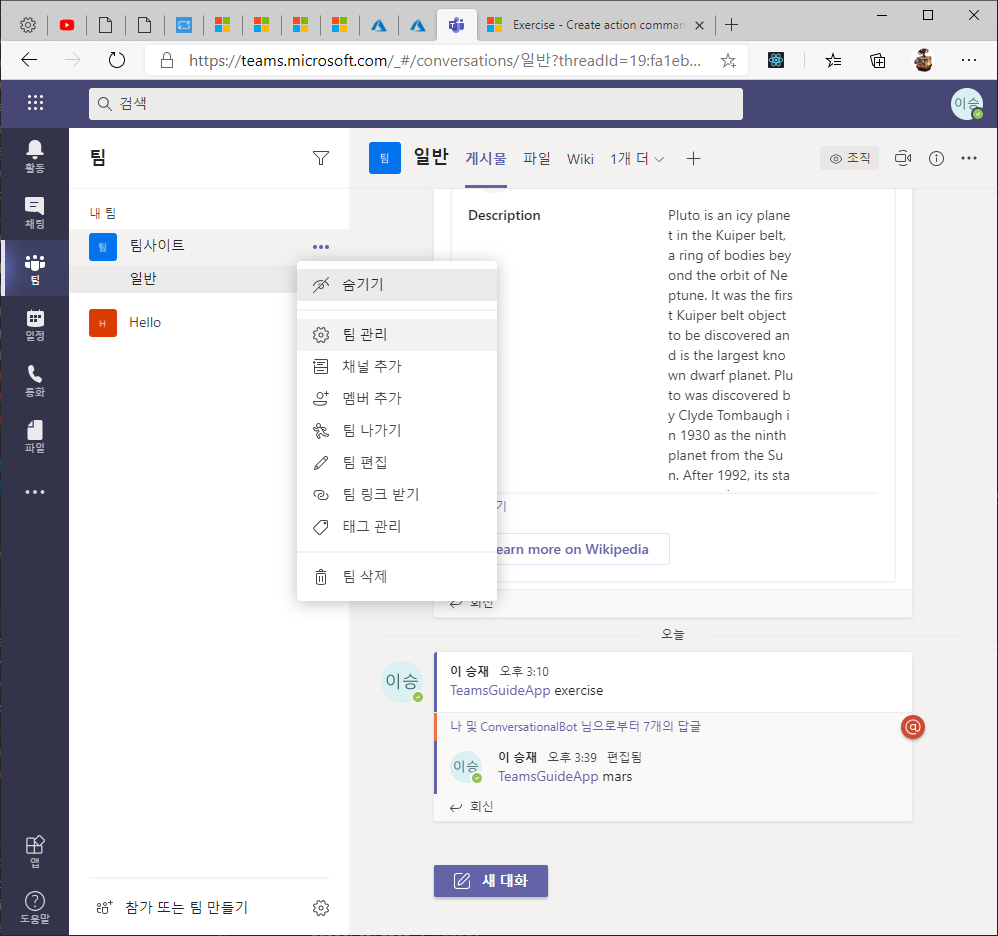 Exercise - Create action comman
https://teams.microsoft.com/_#/conversations/일반?threadId=19:fa1eb...
검색
이승
활동
채팅
팀
일정
통화
파일
앱
도움말
팀
내 팀
팀
팀사이트
일반
H
Hello
숨기기
팀 관리
채널 추가
멤버 추가
팀 나가기
팀 편집
팀 링크 받기
태그 관리
팀 삭제
참가 또는 팀 만들기
팀
일반 게시물 파일 Wiki 1개 더
조직
Description
Pluto is an icy plane
t in the Kuiper belt,
a ring of bodies bey
ond the orbit of Ne
ptune. It was the firs
t Kuiper belt object
to be discovered an
d is the largest kno
wn dwarf planet. Plu
to was discovered b
y Clyde Tombaugh i
n 1930 as the ninth
planet from the Su
n. After 1992, its sta
기
earn more on Wikipedia
회신
오늘
이승
이 승재 오후 3:10
TeamsGuideApp exercise
나 및 ConversationalBot 님으로부터 7개의 답글
@
이승
이 승재 오후 3:39 편집됨
TeamsGuideApp mars
회신
새 대화